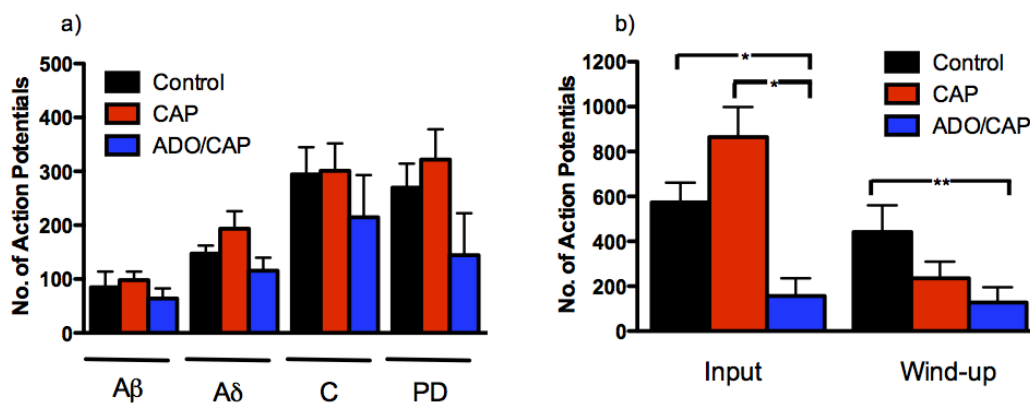 a)
No. of Action Potentials
500
400
300
200
100
0
Control
CAP
ADO/CAP
Aβ
Aδ
C
PD
b)
No. of Action Potentials
1200
1000
800
600
400
200
0
*
*
**
Control
CAP
ADO/CAP
Input
Wind-up